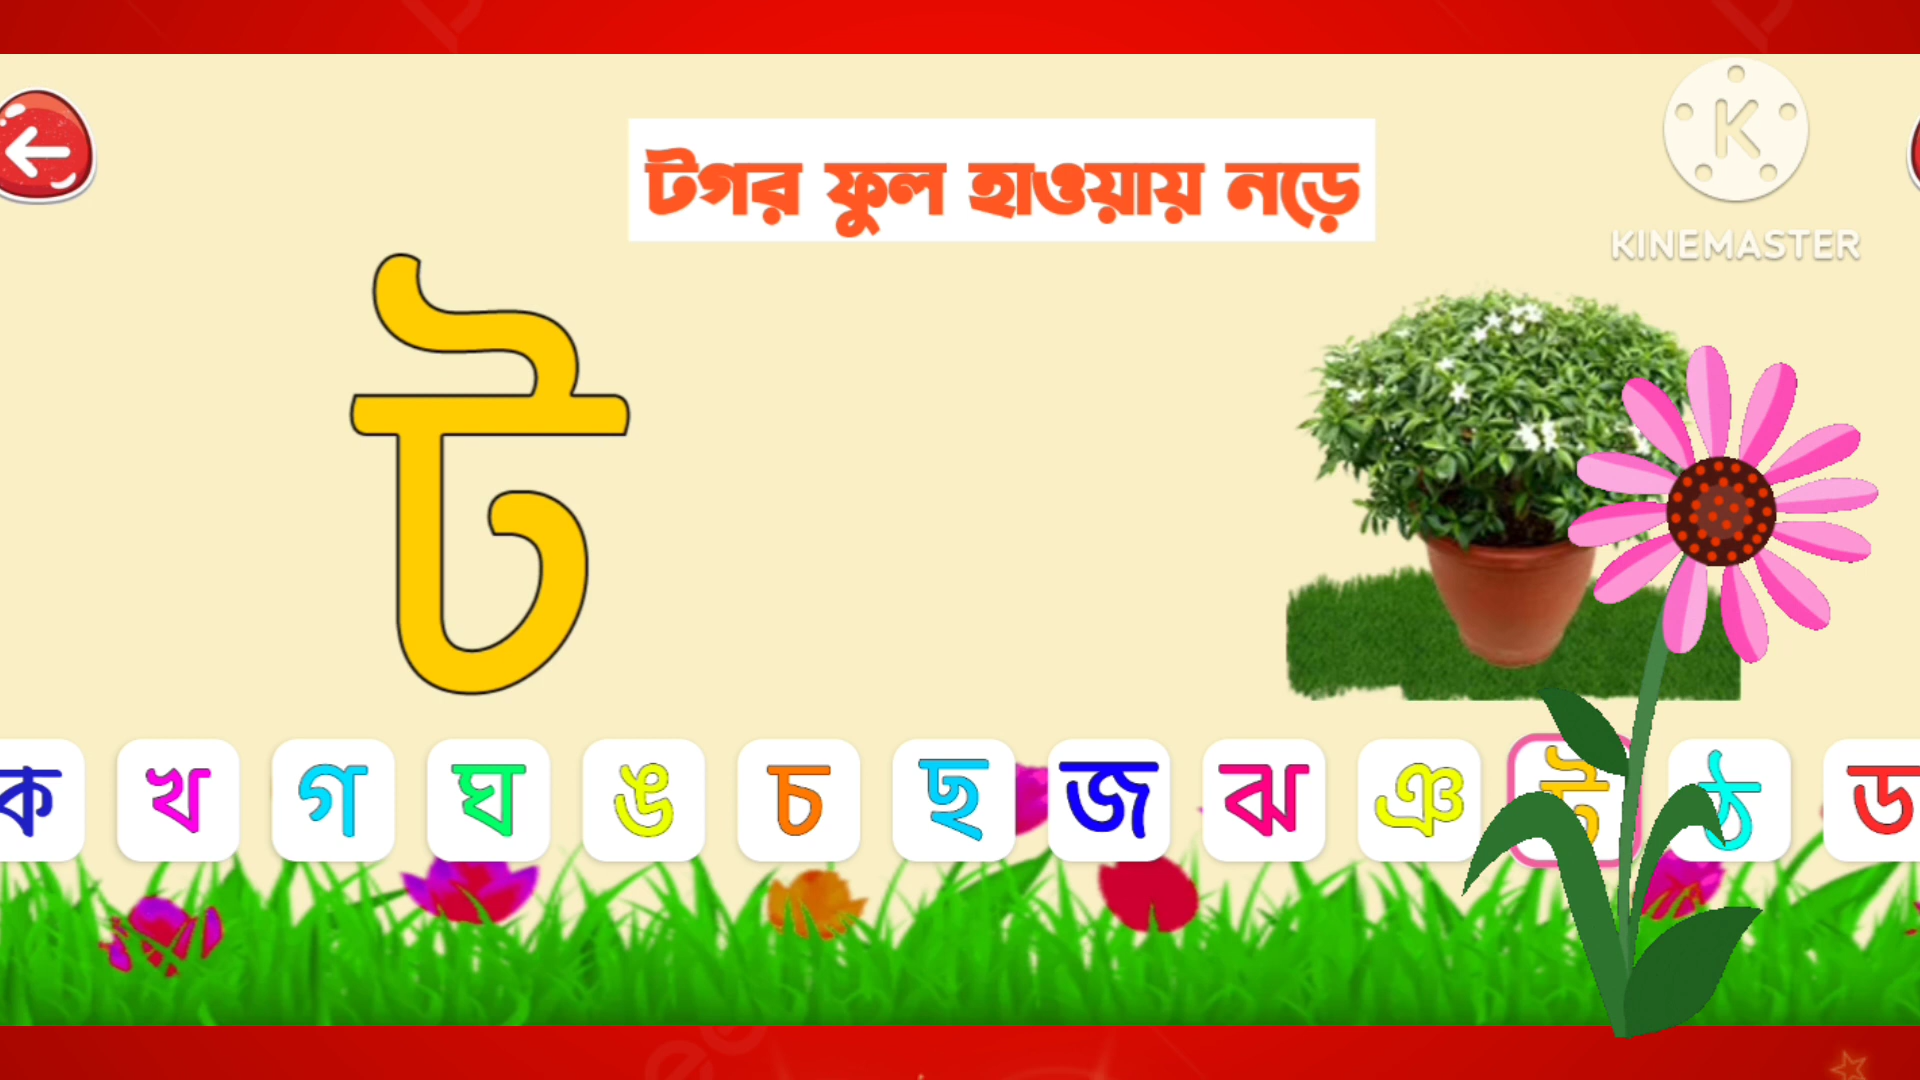 টগর ফুল হাওয়ায় নড়ে
K
KINEMASTER
ট
ক খ গ ঘ ঙ চ ছ জ ঝ ঞ ট ঠ ড